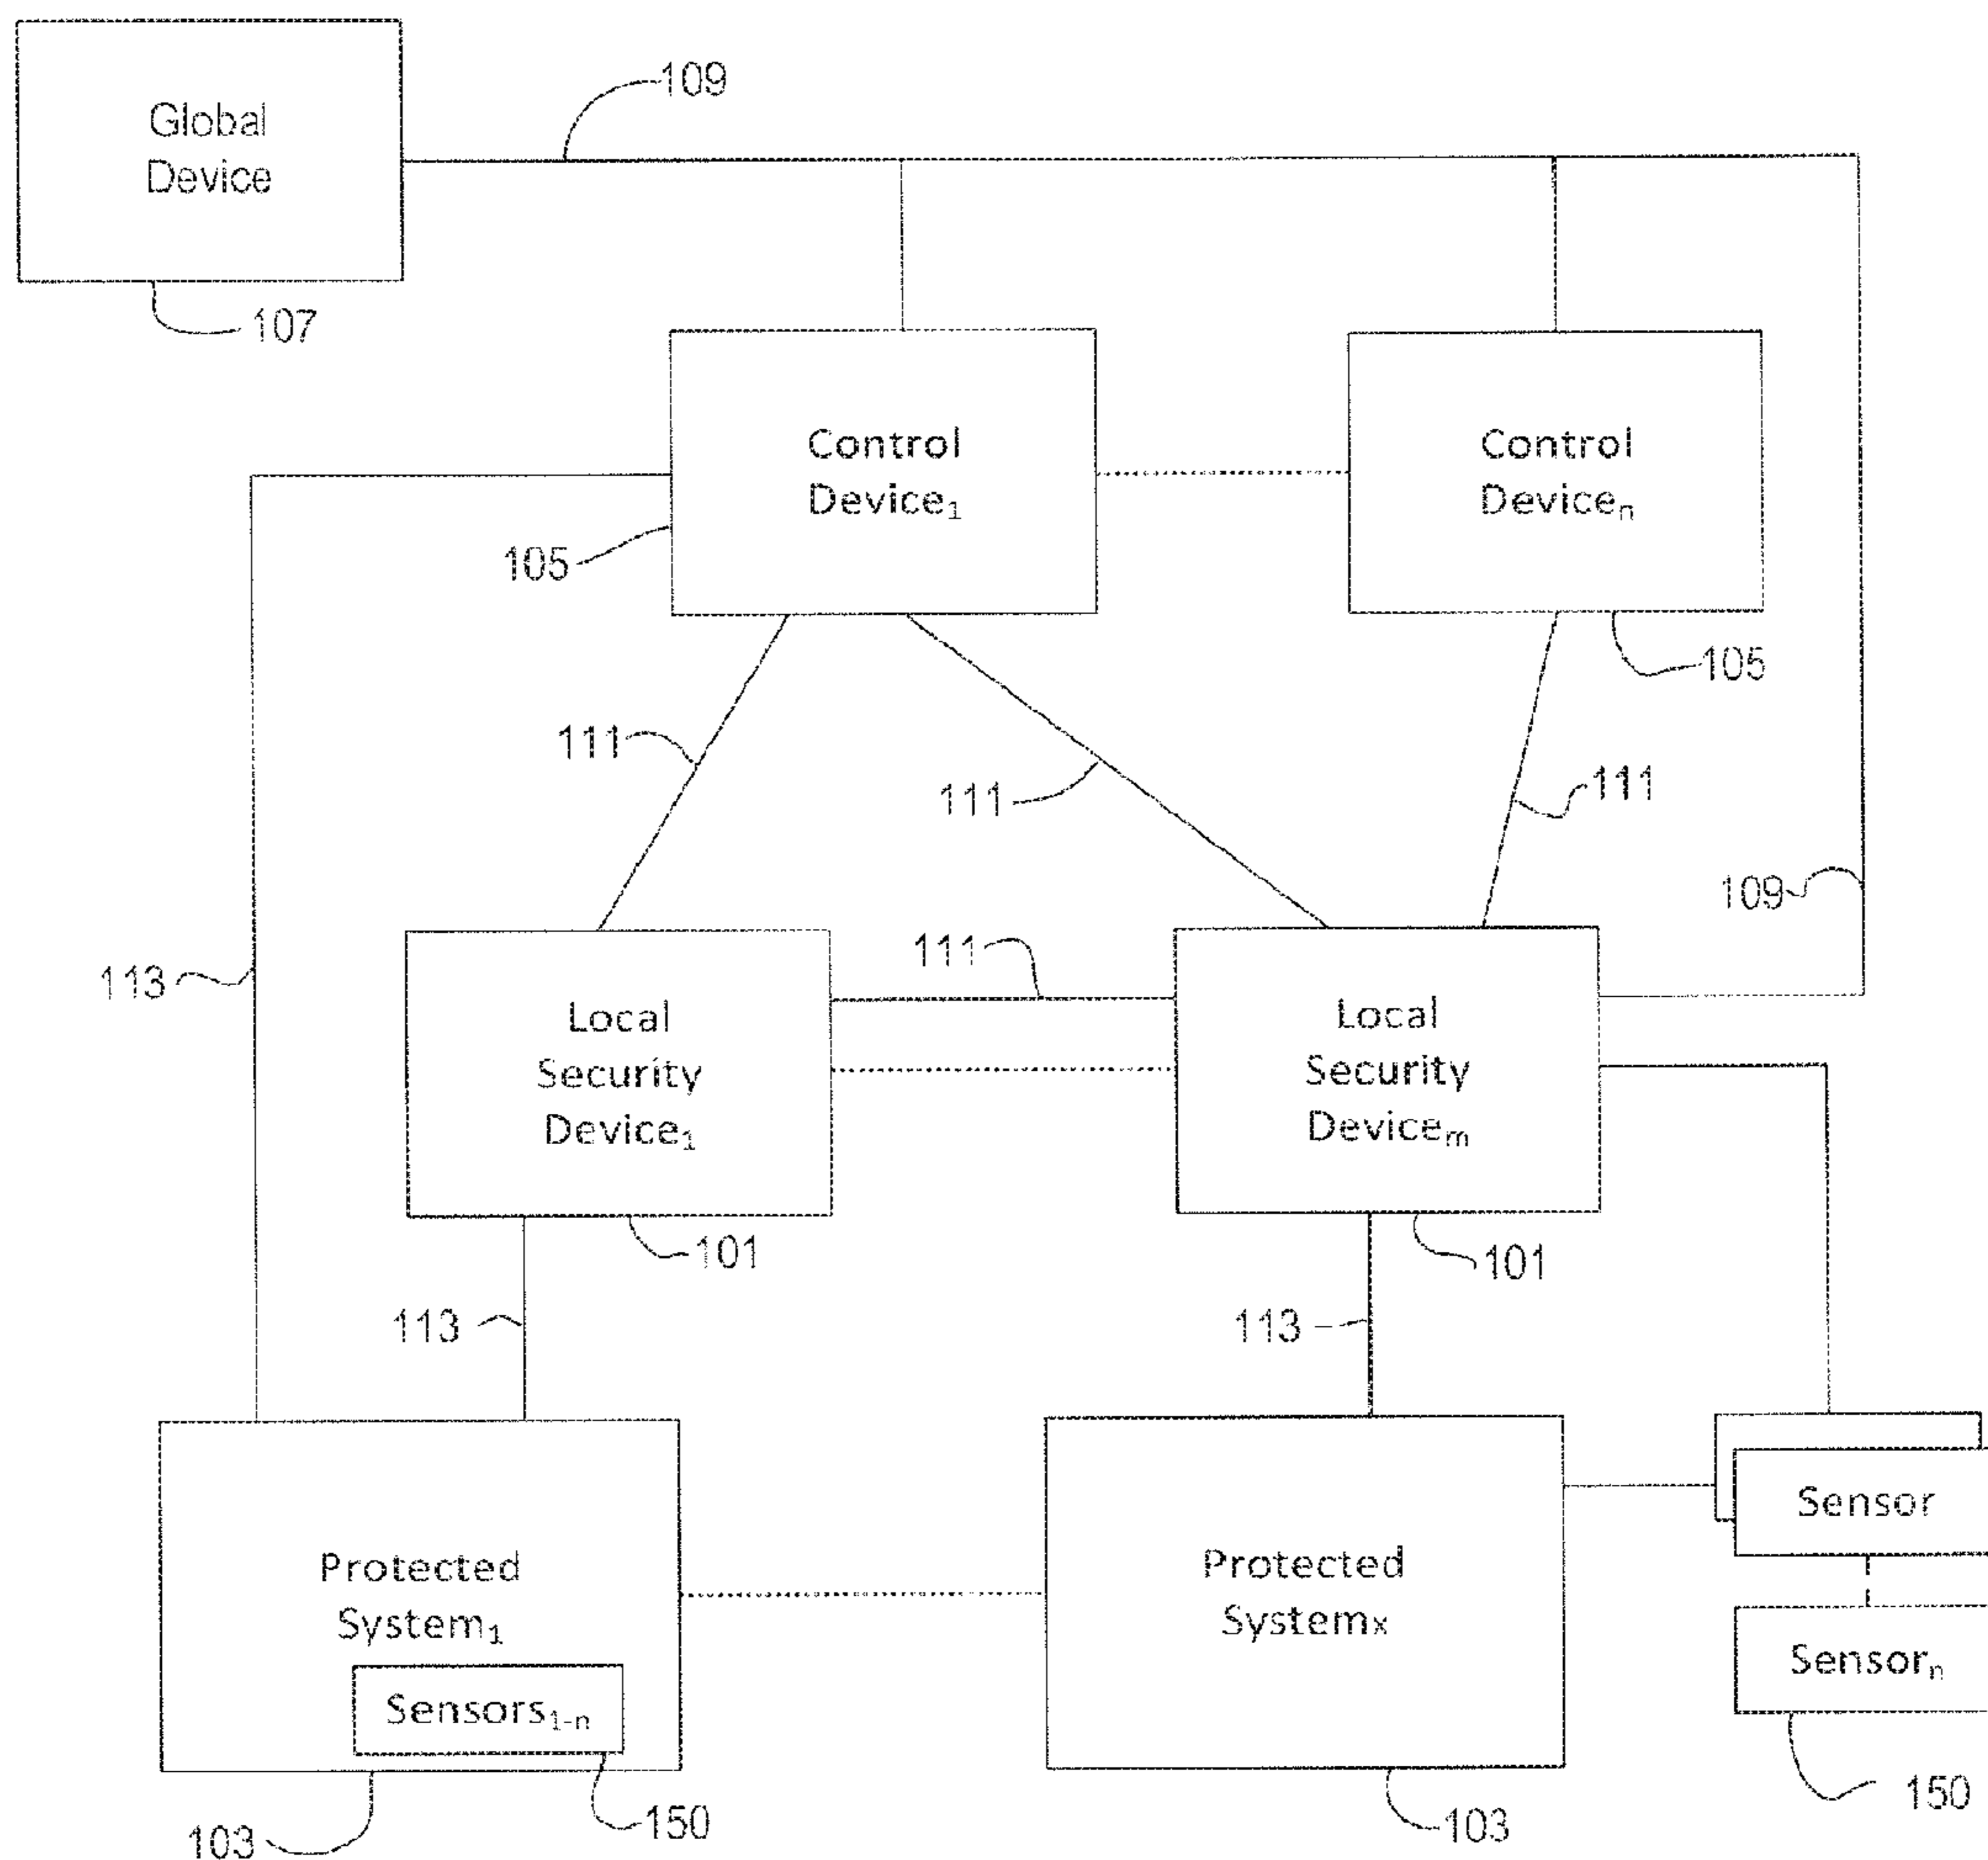 Global
Device
109
107
Control
Device₁
Control
Deviceₙ
105
105
111
111
111
109
113
111
Local
Security
Device₁
Local
Security
Deviceₘ
101
101
113
113
Protected
System₁
Sensors₁₋ₙ
Protected
Systemₓ
Sensor
Sensorₙ
103
150
103
150